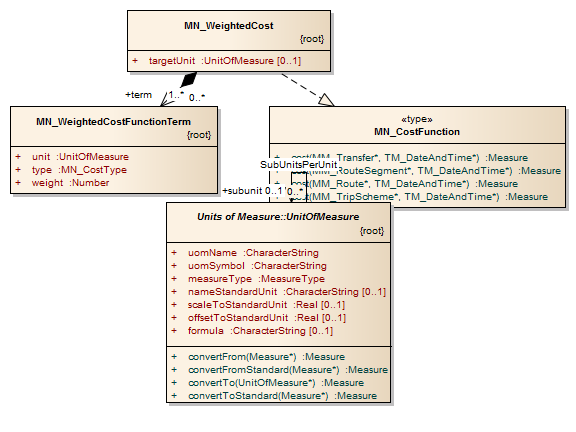 MN_WeightedCost
{root}
+ targetUnit :UnitOfMeasure [0..1]
+term
1..*
0..*
MN_WeightedCostFunctionTerm
{root}
+ unit :UnitOfMeasure
+ type :MN_CostType
+ weight :Number
«type»
MN_CostFunction
+ cost(MM_Transfer*, TM_DateAndTime*) :Measure
cost(MM_RouteSegment*, TM_DateAndTime*) :Measure
cost(MM_Route*, TM_DateAndTime*) :Measure
cost(MM_TripScheme*, TM_DateAndTime*) :Measure
SubUnitsPerUnit
+subunit 0..1
0..*
Units of Measure::UnitOfMeasure
{root}
+ uomName :CharacterString
+ uomSymbol :CharacterString
+ measureType :MeasureType
+ nameStandardUnit :CharacterString [0..1]
+ scaleToStandardUnit :Real [0..1]
+ offsetToStandardUnit :Real [0..1]
+ formula :CharacterString [0..1]
+ convertFrom(Measure*) :Measure
+ convertFromStandard(Measure*) :Measure
+ convertTo(UnitOfMeasure*) :Measure
+ convertToStandard(Measure*) :Measure